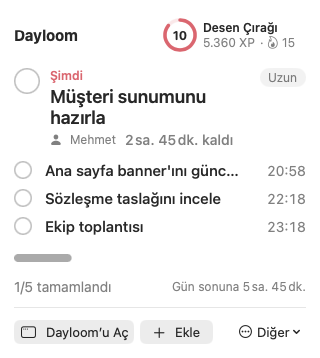 Dayloom
10
Desen Çırağı
5.360 XP · 15
Şimdi
Uzun
Müşteri sunumunu
hazırla
Mehmet 2 sa. 45 dk. kaldı
Ana sayfa banner'ını günc... 20:58
Sözleşme taslağını incele 22:18
Ekip toplantısı 23:18
1/5 tamamlandı Gün sonuna 5 sa. 45 dk.
Dayloom'u Aç Ekle Diğer